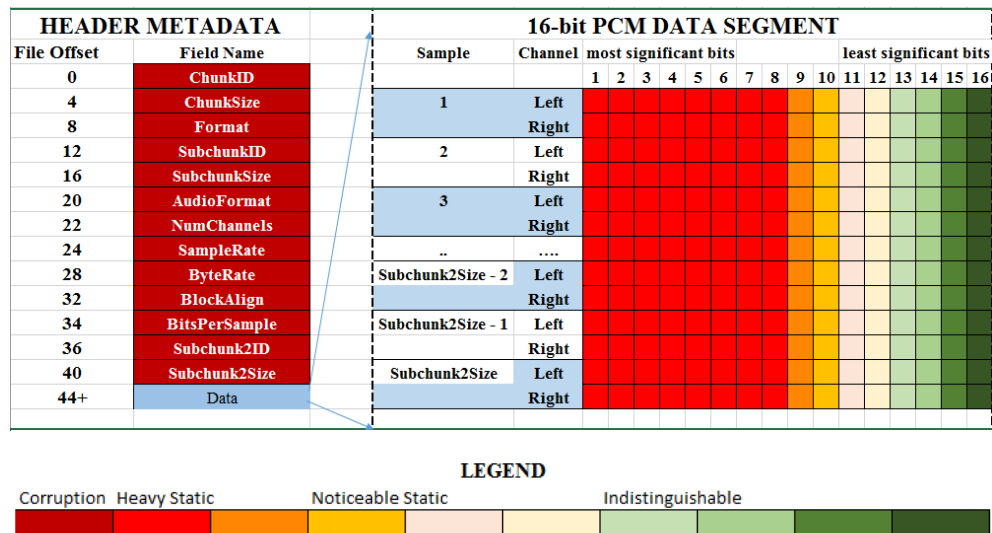 HEADER METADATA 16-bit PCM DATA SEGMENT
File Offset Field Name Sample Channel most significant bits least significant bits
0 ChunkID 1 2 3 4 5 6 7 8 9 10 11 12 13 14 15 16
4 ChunkSize 1 Left
8 Format Right
12 SubchunkID 2 Left
16 SubchunkSize Right
20 AudioFormat 3 Left
22 NumChannels Right
24 SampleRate .. ....
28 ByteRate Subchunk2Size - 2 Left
32 BlockAlign Right
34 BitsPerSample Subchunk2Size - 1 Left
36 Subchunk2ID Right
40 Subchunk2Size Subchunk2Size Left
44+ Data Right
LEGEND
Corruption Heavy Static Noticeable Static Indistinguishable